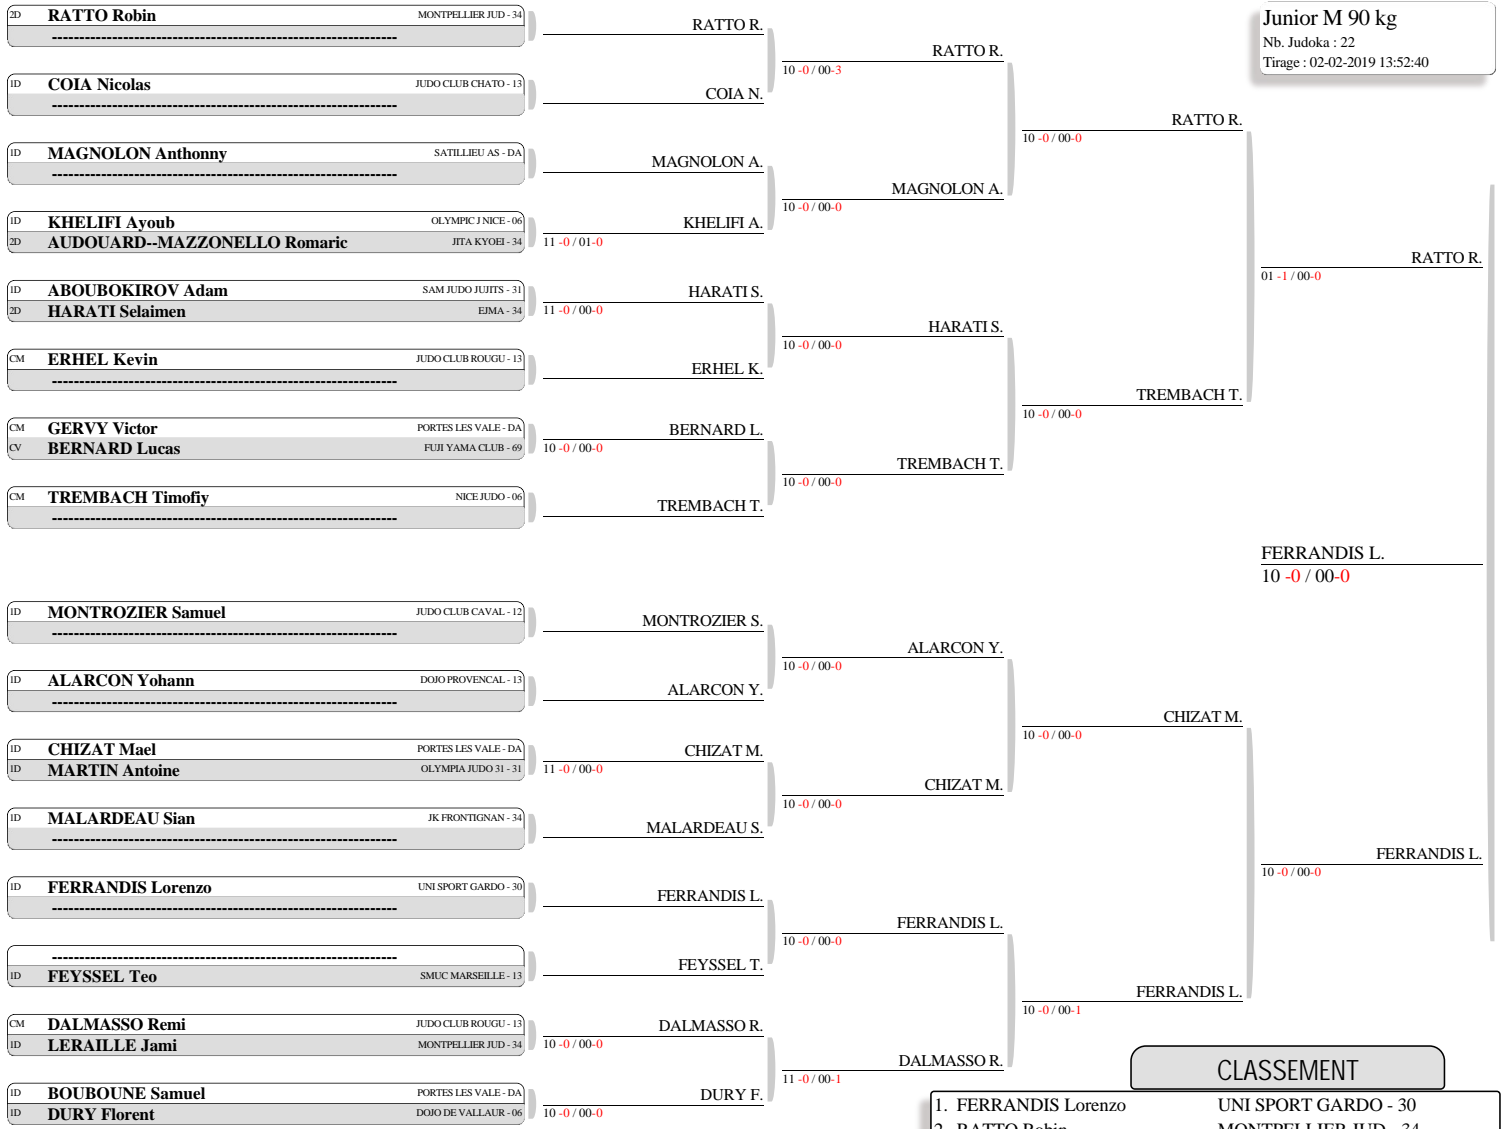 Junior M 90 kg
Nb. Judoka : 22
Tirage : 02-02-2019 13:52:40
2D RATTO Robin MONTPELLIER JUD - 34
------------------------------------------------------------
1D COIA Nicolas JUDO CLUB CHATO - 13
------------------------------------------------------------
1D MAGNOLON Anthonny SATILLIEU AS - DA
------------------------------------------------------------
1D KHELIFI Ayoub OLYMPIC J NICE - 06
2D AUDOUARD--MAZZONELLO Romaric JITA KYOEI - 34
1D ABOUBOKIROV Adam SAM JUDO JUJITS - 31
2D HARATI Selaimen EJMA - 34
CM ERHEL Kevin JUDO CLUB ROUGU - 13
------------------------------------------------------------
CM GERVY Victor PORTES LES VALE - DA
CV BERNARD Lucas FUJI YAMA CLUB - 69
CM TREMBACH Timofiy NICE JUDO - 06
------------------------------------------------------------
1D MONTROZIER Samuel JUDO CLUB CAVAL - 12
------------------------------------------------------------
1D ALARCON Yohann DOJO PROVENCAL - 13
------------------------------------------------------------
1D CHIZAT Mael PORTES LES VALE - DA
1D MARTIN Antoine OLYMPIA JUDO 31 - 31
1D MALARDEAU Sian JK FRONTIGNAN - 34
------------------------------------------------------------
1D FERRANDIS Lorenzo UNI SPORT GARDO - 30
------------------------------------------------------------
------------------------------------------------------------
1D FEYSSEL Teo SMUC MARSEILLE - 13
CM DALMASSO Remi JUDO CLUB ROUGU - 13
1D LERAILLE Jami MONTPELLIER JUD - 34
1D BOUBOUNE Samuel PORTES LES VALE - DA
1D DURY Florent DOJO DE VALLAUR - 06
RATTO R.
COIA N.
MAGNOLON A.
KHELIFI A.
11 -0 / 01-0
HARATI S.
11 -0 / 00-0
ERHEL K.
BERNARD L.
10 -0 / 00-0
TREMBACH T.
MONTROZIER S.
ALARCON Y.
CHIZAT M.
11 -0 / 00-0
MALARDEAU S.
FERRANDIS L.
FEYSSEL T.
DALMASSO R.
10 -0 / 00-0
DURY F.
10 -0 / 00-0
RATTO R.
10 -0 / 00-3
MAGNOLON A.
10 -0 / 00-0
HARATI S.
10 -0 / 00-0
TREMBACH T.
10 -0 / 00-0
ALARCON Y.
10 -0 / 00-0
CHIZAT M.
10 -0 / 00-0
FERRANDIS L.
10 -0 / 00-0
DALMASSO R.
11 -0 / 00-1
RATTO R.
10 -0 / 00-0
TREMBACH T.
10 -0 / 00-0
CHIZAT M.
10 -0 / 00-0
FERRANDIS L.
10 -0 / 00-1
RATTO R.
01 -1 / 00-0
FERRANDIS L.
10 -0 / 00-0
FERRANDIS L.
10 -0 / 00-0
CLASSEMENT
1. FERRANDIS Lorenzo UNI SPORT GARDO - 30
2. RATTO Robin MONTPELLIER JUD - 34